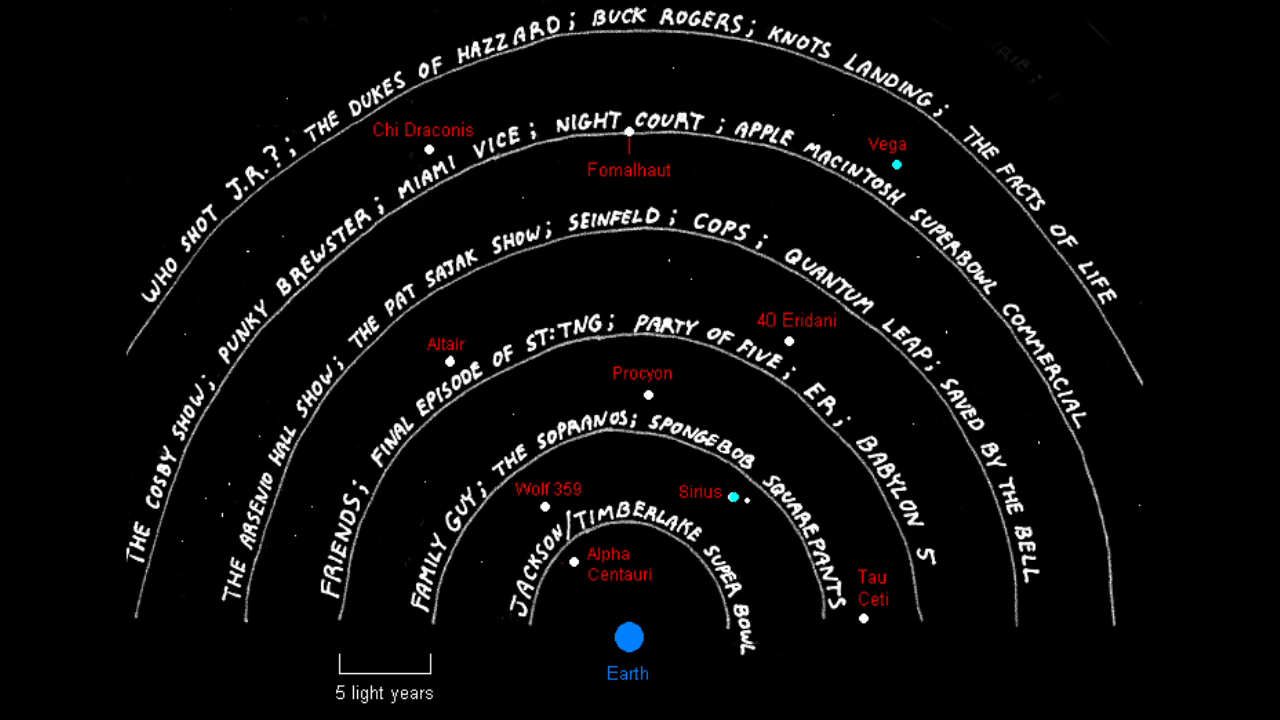 WHO SHOT J.R.?; THE DUKES OF HAZZARD; BUCK ROGERS; KNOTS LANDING; THE FACTS OF LIFE
Chi Draconis
THE COSBY SHOW; PUNKY BREWSTER; MIAMI VICE; NIGHT COURT; APPLE MACINTOSH SUPERBOWL COMMERCIAL
Vega
Fomalhaut
THE ARSENIO HALL SHOW; THE PAT SAJAK SHOW; SEINFELD; COPS; QUANTUM LEAP; SAVED BY THE BELL
40 Eridani
Altair
FRIENDS; FINAL EPISODE OF ST:TNG; PARTY OF FIVE; ER; BABYLON 5
Procyon
FAMILY GUY; THE SOPRANOS; SPONGEBOB SQUAREPANTS
Wolf 359
Sirius
JACKSON/TIMBERLAKE SUPER BOWL
Alpha
Centauri
Tau
Ceti
Earth
5 light years